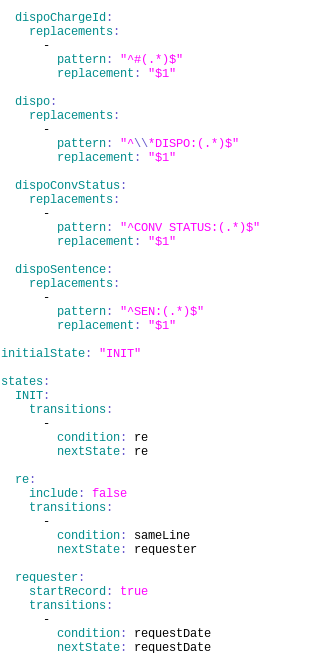 dispoChargeId:
    replacements:
      -
        pattern: "^#(.*)$"
        replacement: "$1"

  dispo:
    replacements:
      -
        pattern: "^\\*DISPO:(.*)$"
        replacement: "$1"

  dispoConvStatus:
    replacements:
      -
        pattern: "^CONV STATUS:(.*)$"
        replacement: "$1"

  dispoSentence:
    replacements:
      -
        pattern: "^SEN:(.*)$"
        replacement: "$1"

initialState: "INIT"

states:
  INIT:
    transitions:
      -
        condition: re
        nextState: re

  re:
    include: false
    transitions:
      -
        condition: sameLine
        nextState: requester

  requester:
    startRecord: true
    transitions:
      -
        condition: requestDate
        nextState: requestDate